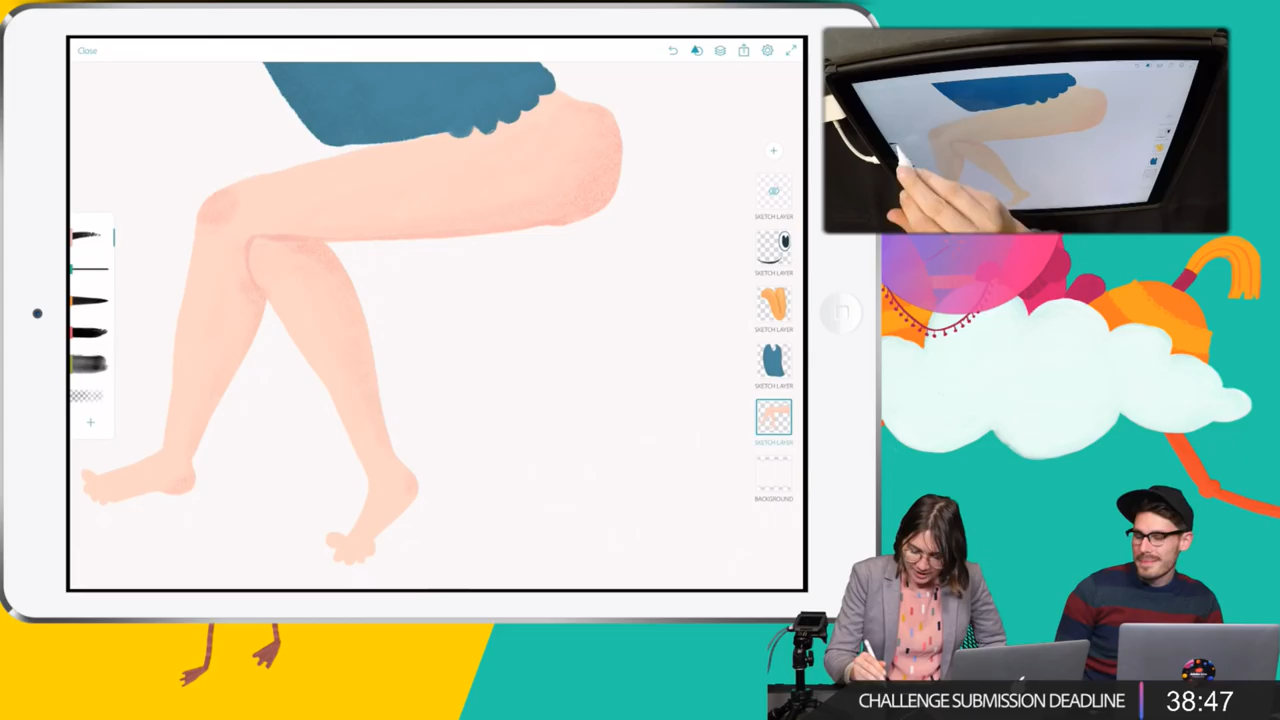 Close
SKETCH LAYER
SKETCH LAYER
SKETCH LAYER
SKETCH LAYER
SKETCH LAYER
BACKGROUND
CHALLENGE SUBMISSION DEADLINE
38:47